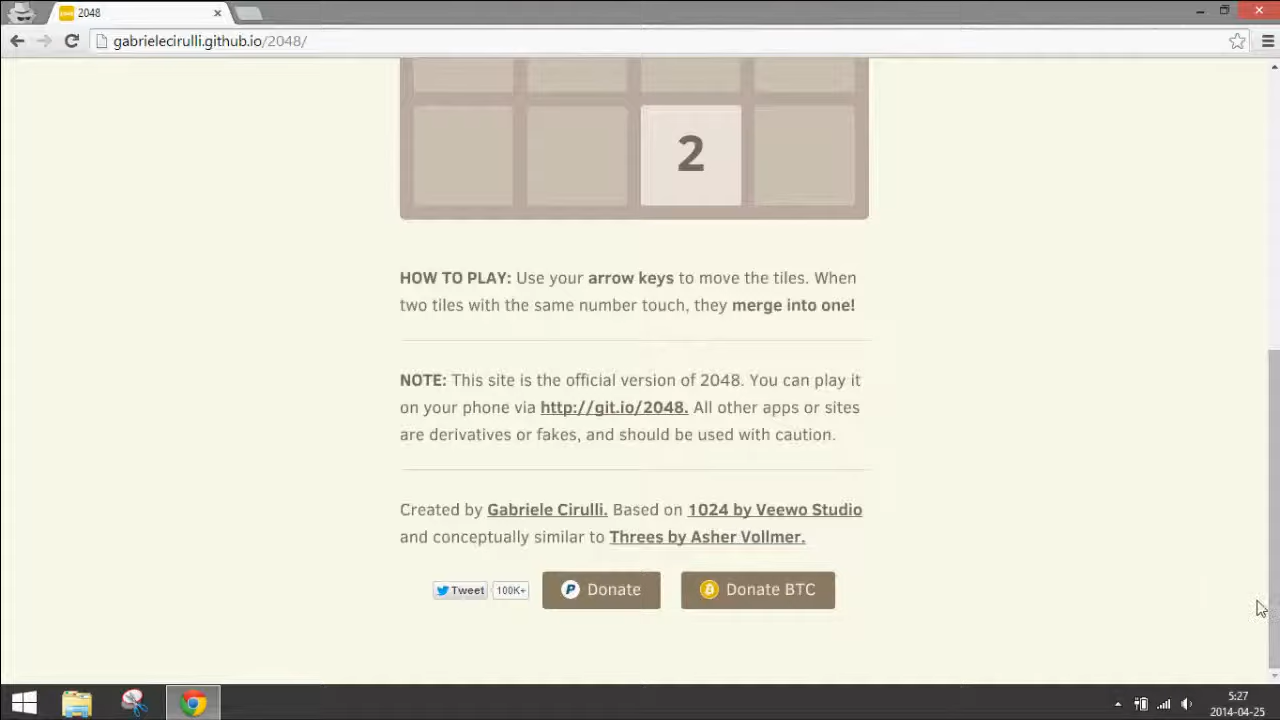 2048
gabrielecirulli.github.io/2048/
2
HOW TO PLAY: Use your arrow keys to move the tiles. When
two tiles with the same number touch, they merge into one!
NOTE: This site is the official version of 2048. You can play it
on your phone via http://git.io/2048. All other apps or sites
are derivatives or fakes, and should be used with caution.
Created by Gabriele Cirulli. Based on 1024 by Veewo Studio
and conceptually similar to Threes by Asher Vollmer.
Tweet 100K+ Donate Donate BTC
5:27
2014-04-25